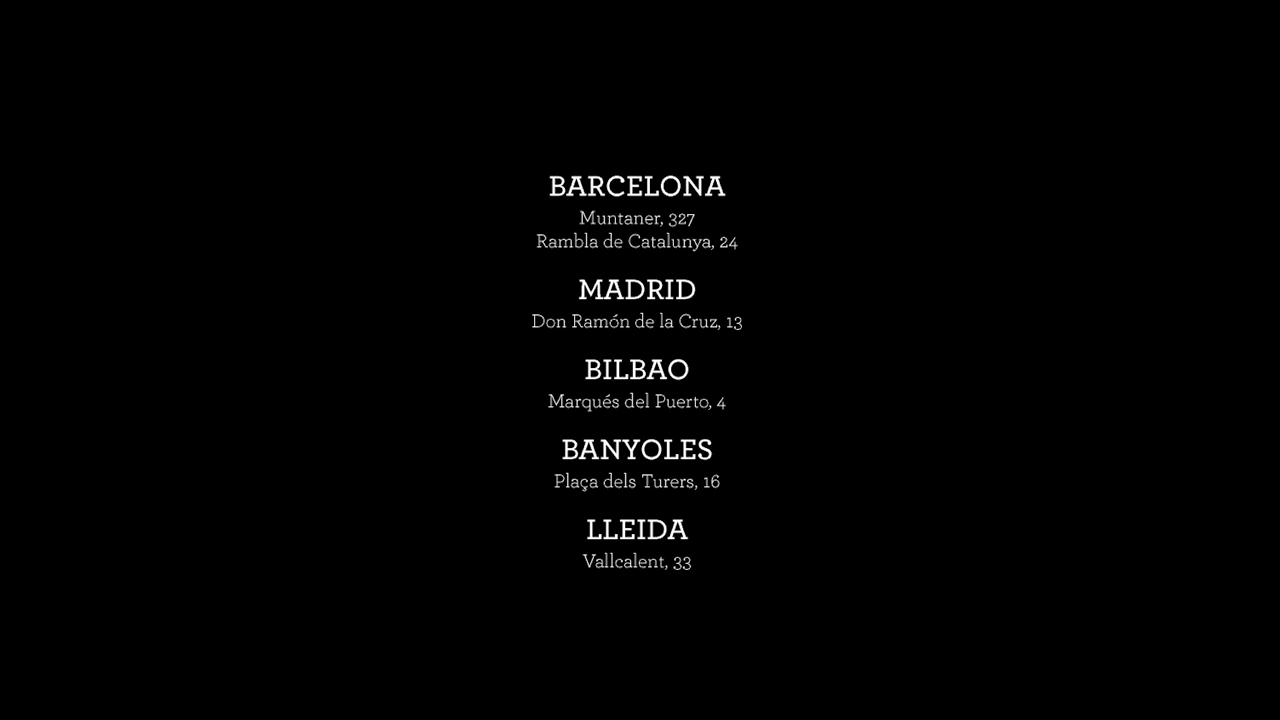 BARCELONA
Muntaner, 327
Rambla de Catalunya, 24
MADRID
Don Ramón de la Cruz, 13
BILBAO
Marqués del Puerto, 4
BANYOLES
Plaça dels Turers, 16
LLEIDA
Vallcalent, 33